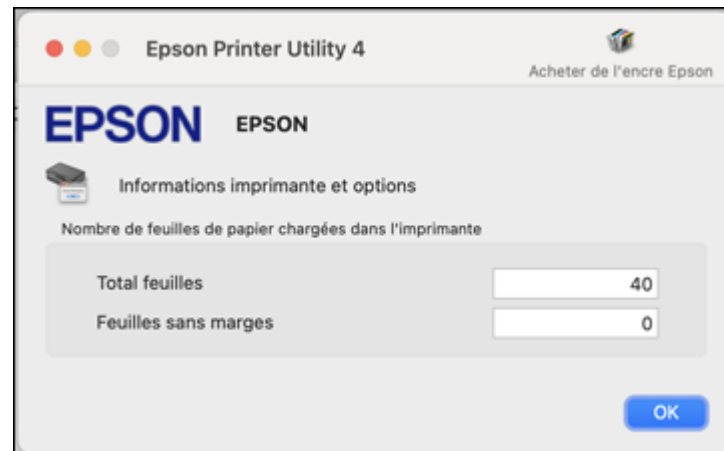 Epson Printer Utility 4
Acheter de l'encre Epson
EPSON EPSON
Informations imprimante et options
Nombre de feuilles de papier chargées dans l'imprimante
Total feuilles 40
Feuilles sans marges 0
OK